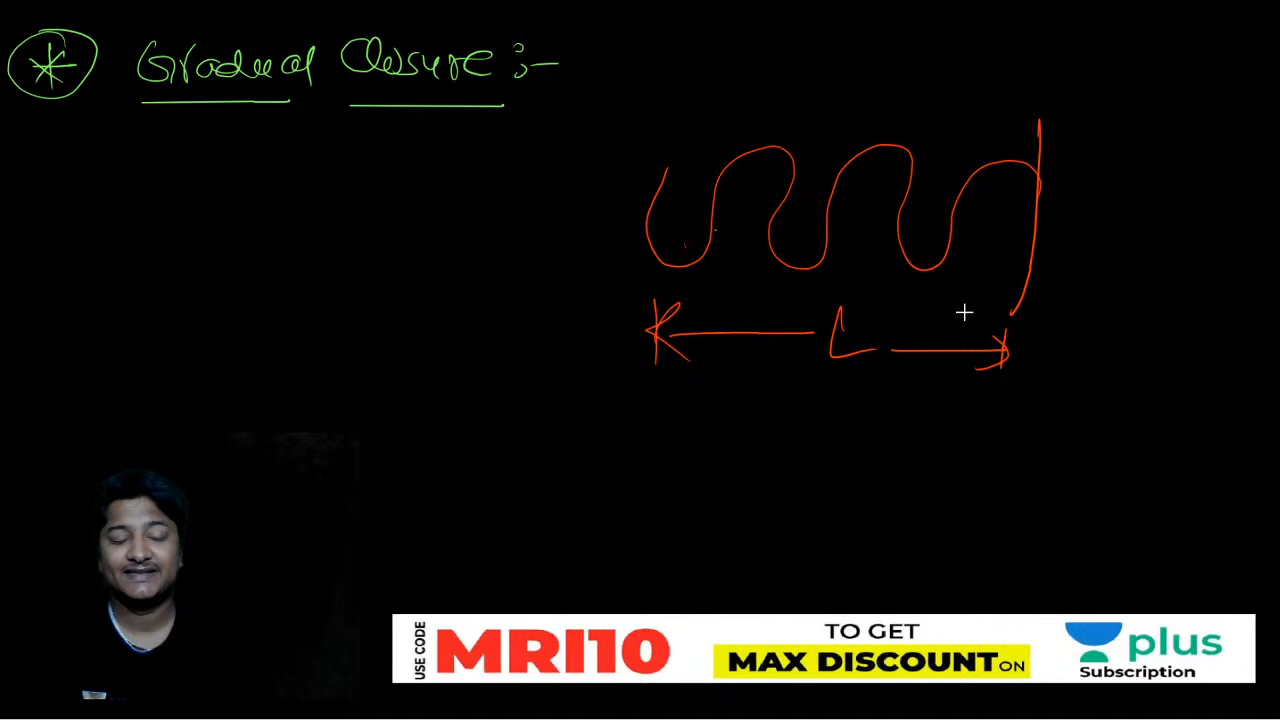 * Gradual Closure :-
L
USE CODE
MRI10
TO GET
MAX DISCOUNT ON
plus
Subscription